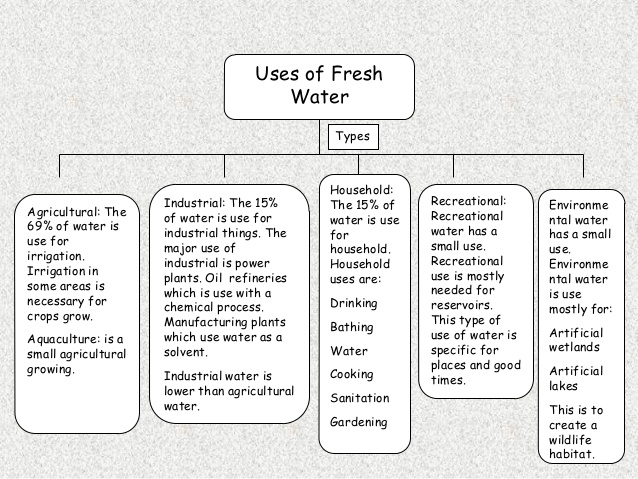 Uses of Fresh
Water
Types
Agricultural: The
69% of water is
use for
irrigation.
Irrigation in
some areas is
necessary for
crops grow.
Aquaculture: is a
small agricultural
growing.
Industrial: The 15%
of water is use for
industrial things. The
major use of
industrial is power
plants. Oil refineries
which is use with a
chemical process.
Manufacturing plants
which use water as a
solvent.
Industrial water is
lower than agricultural
water.
Household:
The 15% of
water is use
for
household.
Household
uses are:
Drinking
Bathing
Water
Cooking
Sanitation
Gardening
Recreational:
Recreational
water has a
small use.
Recreational
use is mostly
needed for
reservoirs.
This type of
use of water is
specific for
places and good
times.
Environme
ntal water
has a small
use.
Environme
ntal water
is use
mostly for:
Artificial
wetlands
Artificial
lakes
This is to
create a
wildlife
habitat.